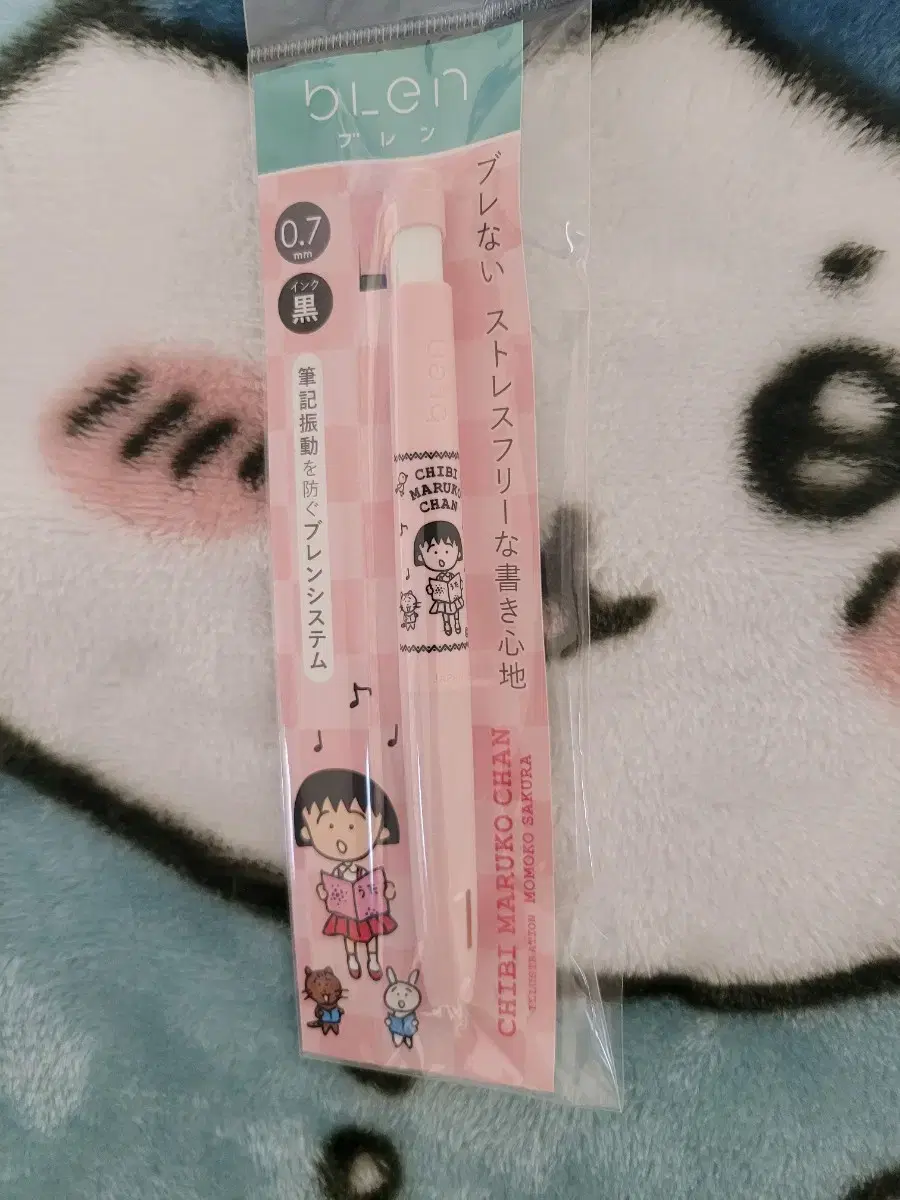 bLen
ブレン
0.7
mm
インク
黒
筆記振動を防ぐブレンシステム
ブレない ストレスフリーな書き心地
bLen
CHIBI
MARUKO
CHAN
うた
CHIBI MARUKO CHAN
ILLUSTRATION MOMOKO SAKURA